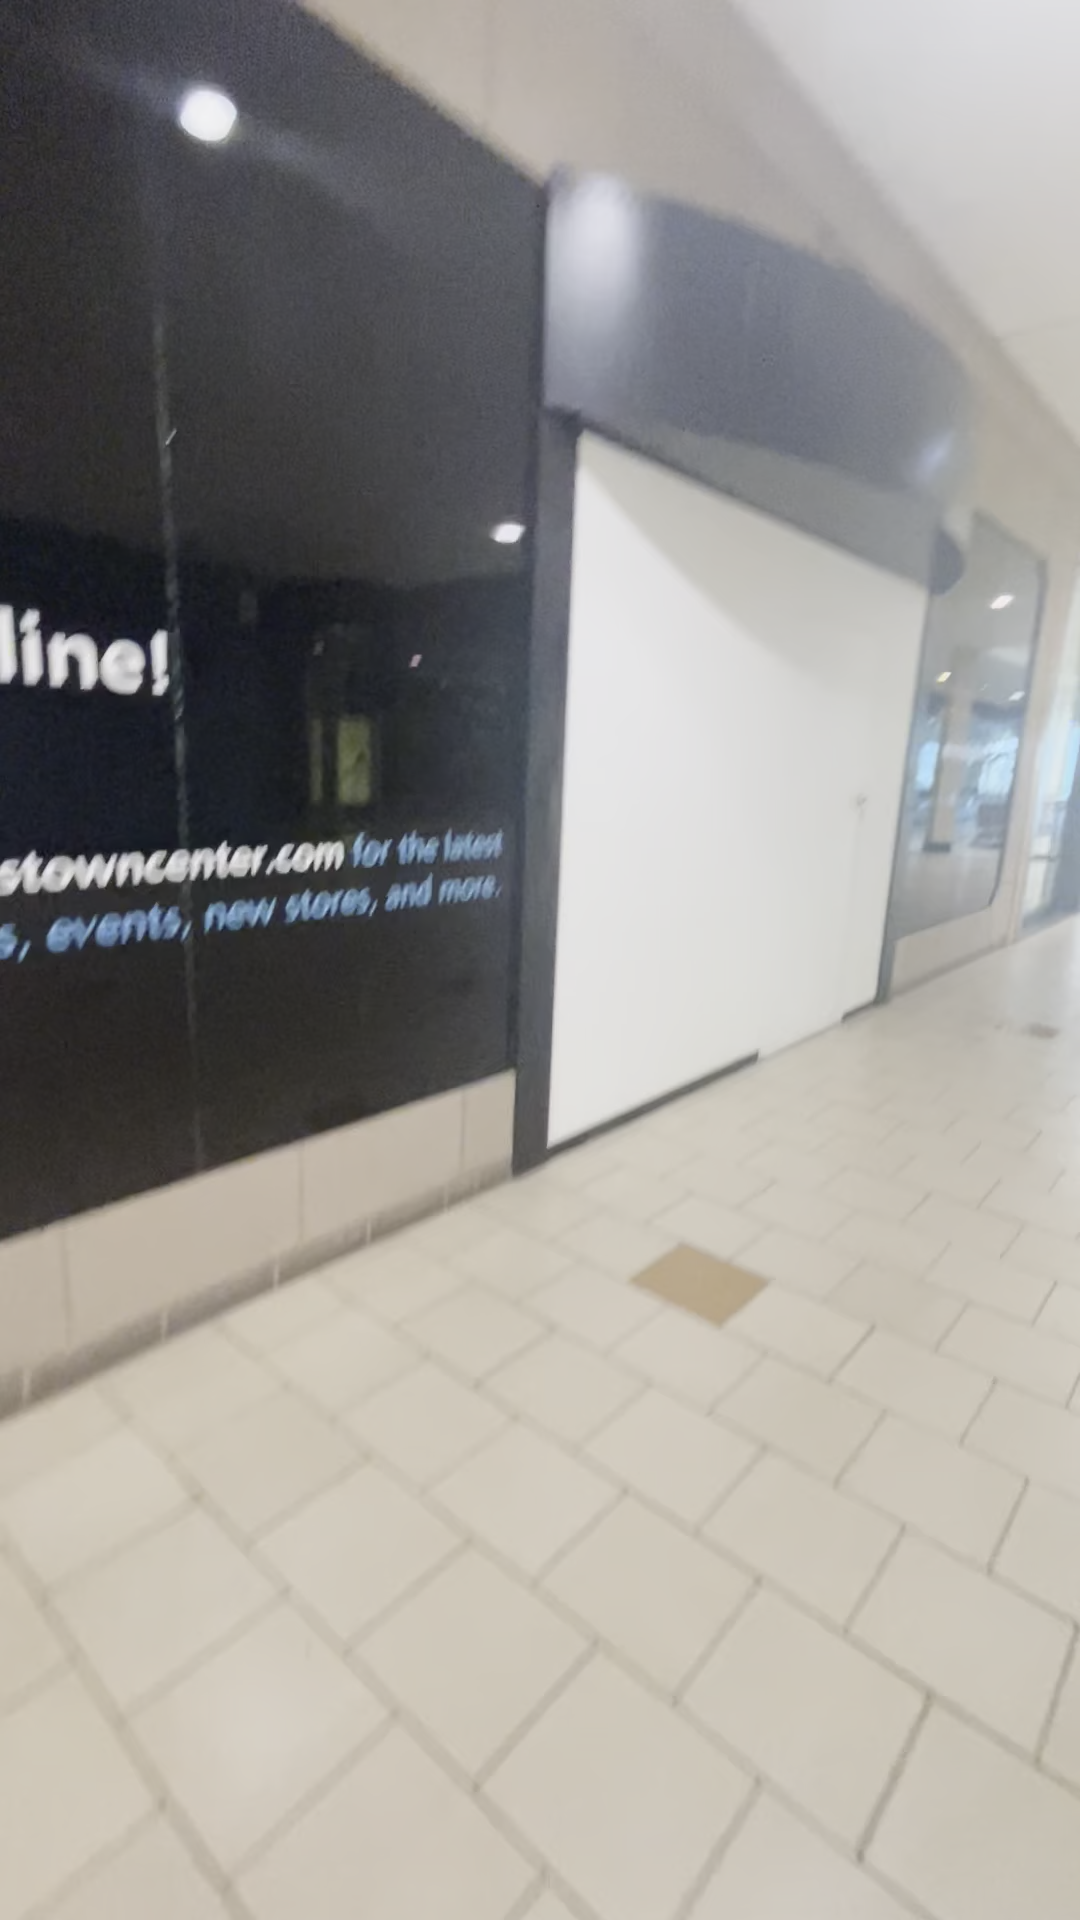 line!
stowncenter.com for the latest
s, events, new stores, and more.